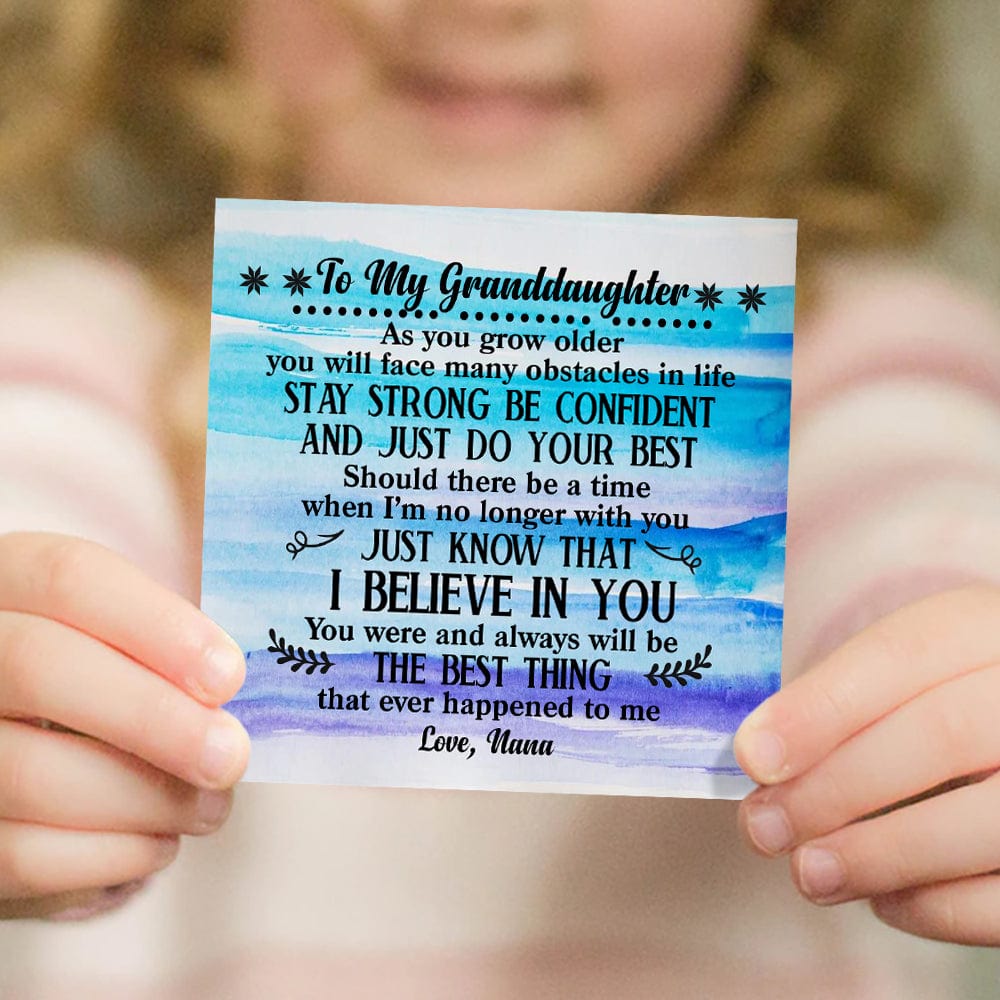 To My Granddaughter
As you grow older
you will face many obstacles in life
STAY STRONG BE CONFIDENT
AND JUST DO YOUR BEST
Should there be a time
when I'm no longer with you
JUST KNOW THAT
I BELIEVE IN YOU
You were and always will be
THE BEST THING
that ever happened to me
Love, Nana